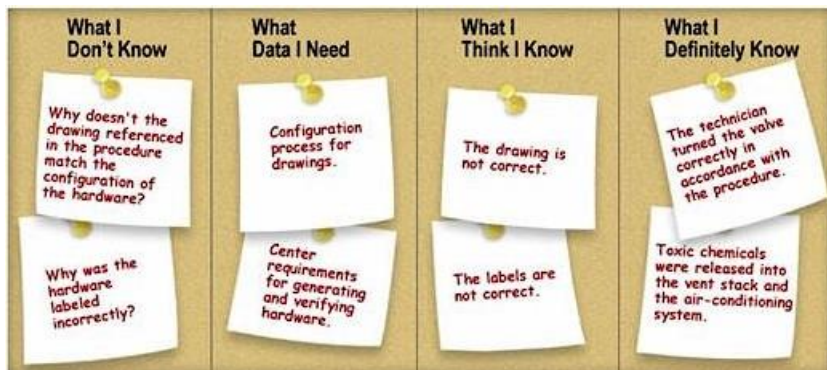 What I
Don't Know
Why doesn't the
drawing referenced
in the procedure
match the
configuration of
the hardware?
Why was the
hardware
labeled
incorrectly?
What
Data I Need
Configuration
process for
drawings.
Center
requirements
for generating
and verifying
hardware.
What I
Think I Know
The drawing is
not correct.
The labels are
not correct.
What I
Definitely Know
The technician
turned the valve
correctly in
accordance with
the procedure.
Toxic chemicals
were released into
the vent stack and
the air-conditioning
system.